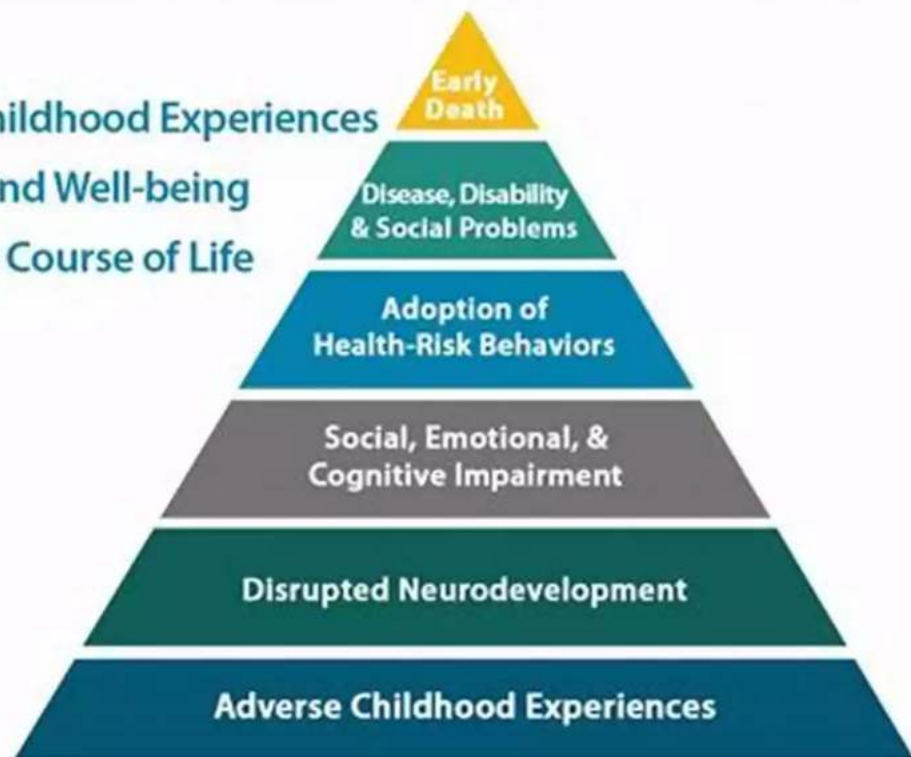 Early
Death
ildhood Experiences
nd Well-being
Course of Life
Disease, Disability
& Social Problems
Adoption of
Health-Risk Behaviors
Social, Emotional, &
Cognitive Impairment
Disrupted Neurodevelopment
Adverse Childhood Experiences